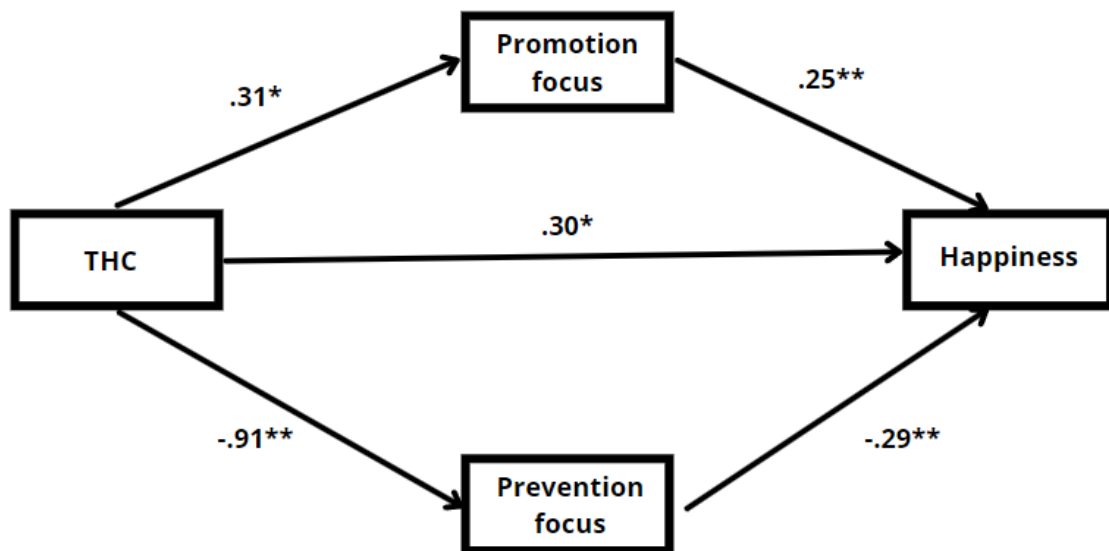 Promotion
focus
.31*
.25**
.30*
THC
Happiness
-.91**
-.29**
Prevention
focus